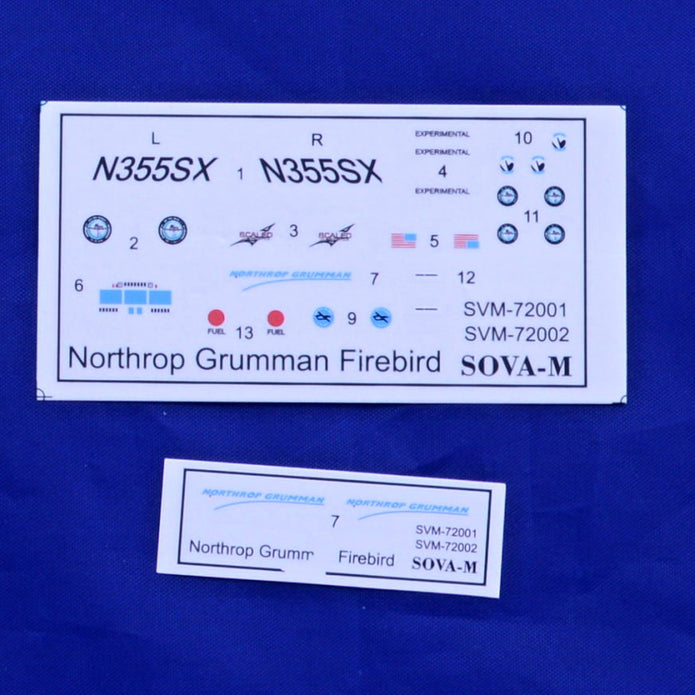 L R
N355SX 1 N355SX
EXPERIMENTAL
EXPERIMENTAL
4
EXPERIMENTAL
10
11
2
SCALED 3 SCALED
5
6
NORTHROP GRUMMAN 7
12
FUEL 13 FUEL
9
SVM-72001
SVM-72002
Northrop Grumman Firebird SOVA-M
NORTHROP GRUMMAN NORTHROP GRUMMAN
7
SVM-72001
SVM-72002
Northrop Grumm Firebird SOVA-M